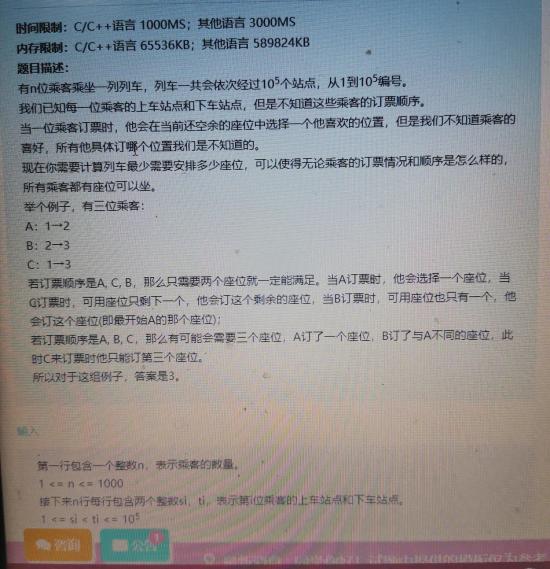 时间限制：C/C++语言 1000MS；其他语言 3000MS
内存限制：C/C++语言 65536KB；其他语言 589824KB
题目描述：
有n位乘客乘坐一列列车，列车一共会依次经过10⁵个站点，从1到10⁵编号。
我们已知每一位乘客的上车站点和下车站点，但是不知道这些乘客的订票顺序。
当一位乘客订票时，他会在当前还空余的座位中选择一个他喜欢的位置，但是我们不知道乘客的
喜好，所有他具体订哪个位置我们是不知道的。
现在你需要计算列车最少需要安排多少座位，可以使得无论乘客的订票情况和顺序是怎么样的，
所有乘客都有座位可以坐。
举个例子，有三位乘客：
A：1→2
B：2→3
C：1→3
若订票顺序是A, C, B，那么只需要两个座位就一定能满足。当A订票时，他会选择一个座位，当
C订票时，可用座位只剩下一个，他会订这个剩余的座位，当B订票时，可用座位也只有一个，他
会订这个座位(即最开始A的那个座位)；
若订票顺序是A, B, C，那么有可能会需要三个座位，A订了一个座位，B订了与A不同的座位，此
时C来订票时他只能订第三个座位。
所以对于这组例子，答案是3。
输入
第一行包含一个整数n，表示乘客的数量。
1 <= n <= 1000
接下来n行每行包含两个整数si，ti，表示第i位乘客的上车站点和下车站点。
1 <= si < ti <= 10⁵
咨询
公告 1